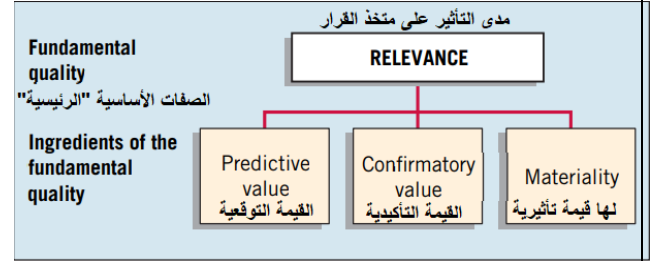 مدى التأثير على متخذ القرار
Fundamental
quality
RELEVANCE
الصفات الأساسية "الرئيسية"
Ingredients of the
fundamental
quality
Predictive
value
القيمة التوقعية
Confirmatory
value
القيمة التأكيدية
Materiality
لها قيمة تأثيرية